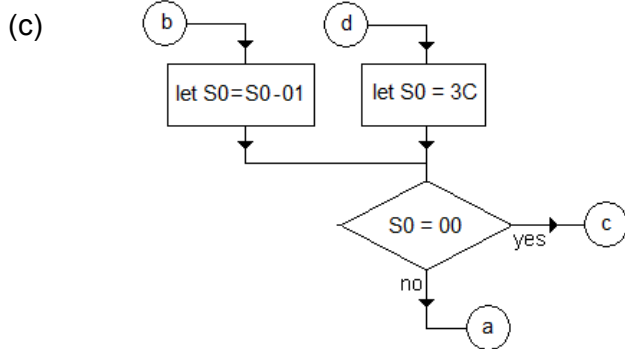 (c)
b
d
let S0=S0-01
let S0 = 3C
S0 = 00
yes
c
no
a